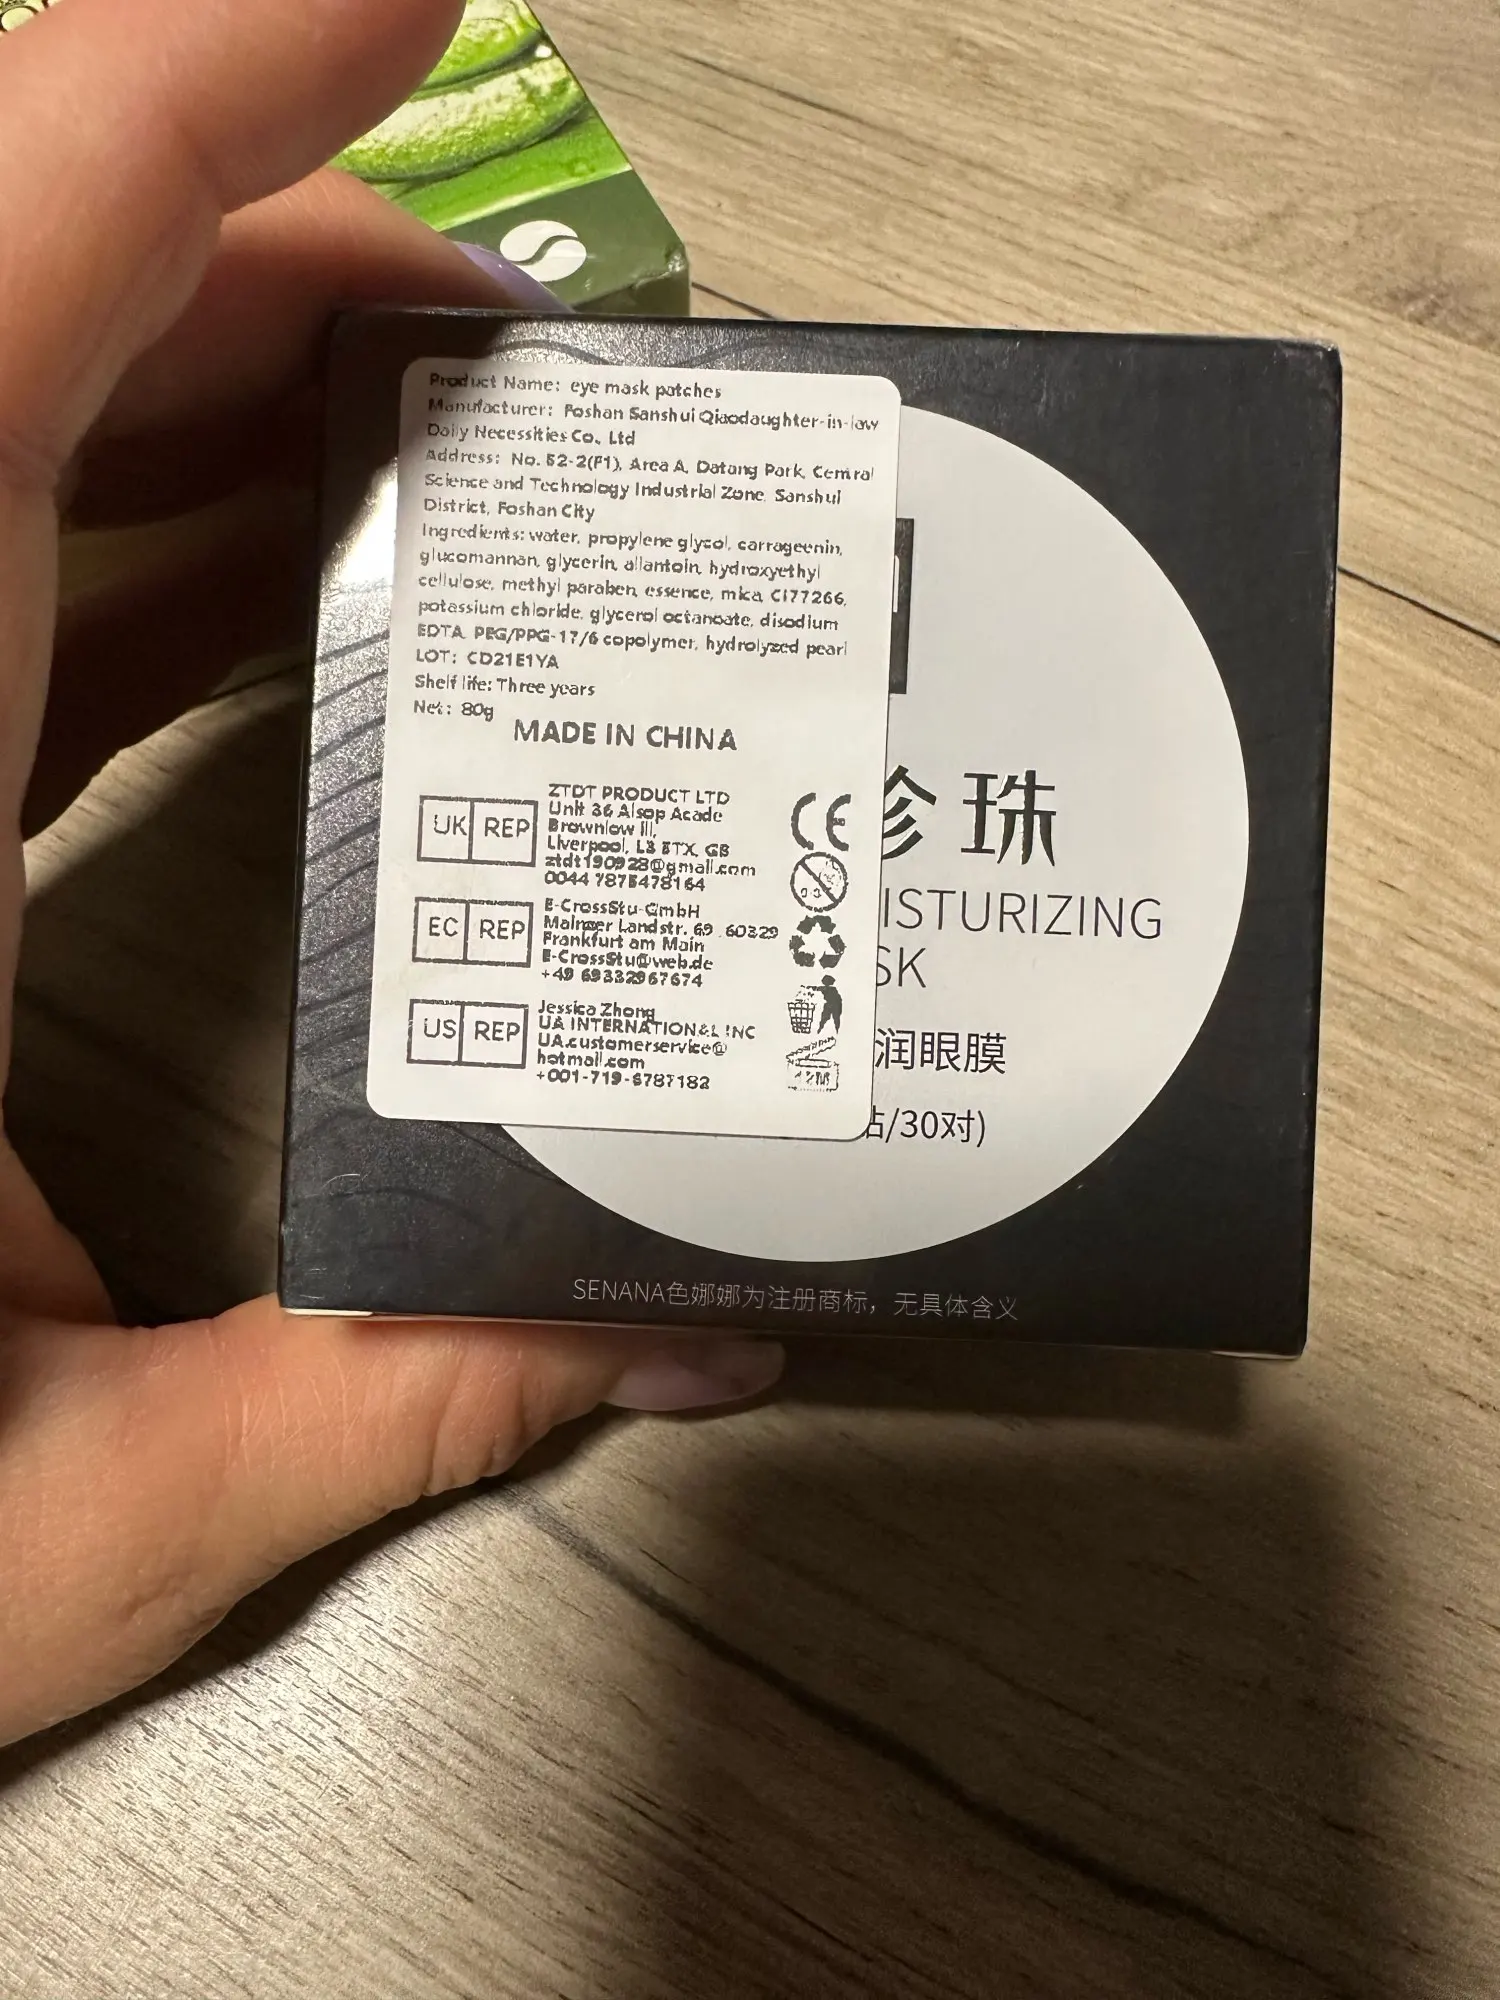 Product Name: eye mask patches
Manufacturer: Foshan Sanshui Qiaodaughter-in-law
Daily Necessities Co., Ltd
Address: No. 52-2(F1), Area A, Datang Park, Central
Science and Technology Industrial Zone, Sanshui
District, Foshan City
Ingredients: water, propylene glycol, carrageenin,
glucomannan, glycerin, allantoin, hydroxyethyl
cellulose, methyl paraben, essence, mica, CI77266,
potassium chloride, glycerol octanoate, disodium
EDTA, PEG/PPG-17/6 copolymer, hydrolyzed pearl
LOT: CD21E1YA
Shelf life: Three years
Net: 80g
MADE IN CHINA
UK REP
ZTDT PRODUCT LTD
Unit 36 Alsop Acade
Brownlow
Liverpool, L3 5TX, GB
ztdt190928@gmail.com
0044 7875478164
EC REP
E-CrossStu-GmbH
Mainzer Landstr. 69 60329
Frankfurt am Main
E-CrossStu@web.de
+49 69332967674
US REP
Jessica Zhong
UA INTERNATIONAL INC
UA.customerservice@
hotmail.com
+001-719-6787182
CE
0-3
12M
珍珠
ISTURIZING
SK
润眼膜
贴/30对)
SENANA色娜娜为注册商标，无具体含义